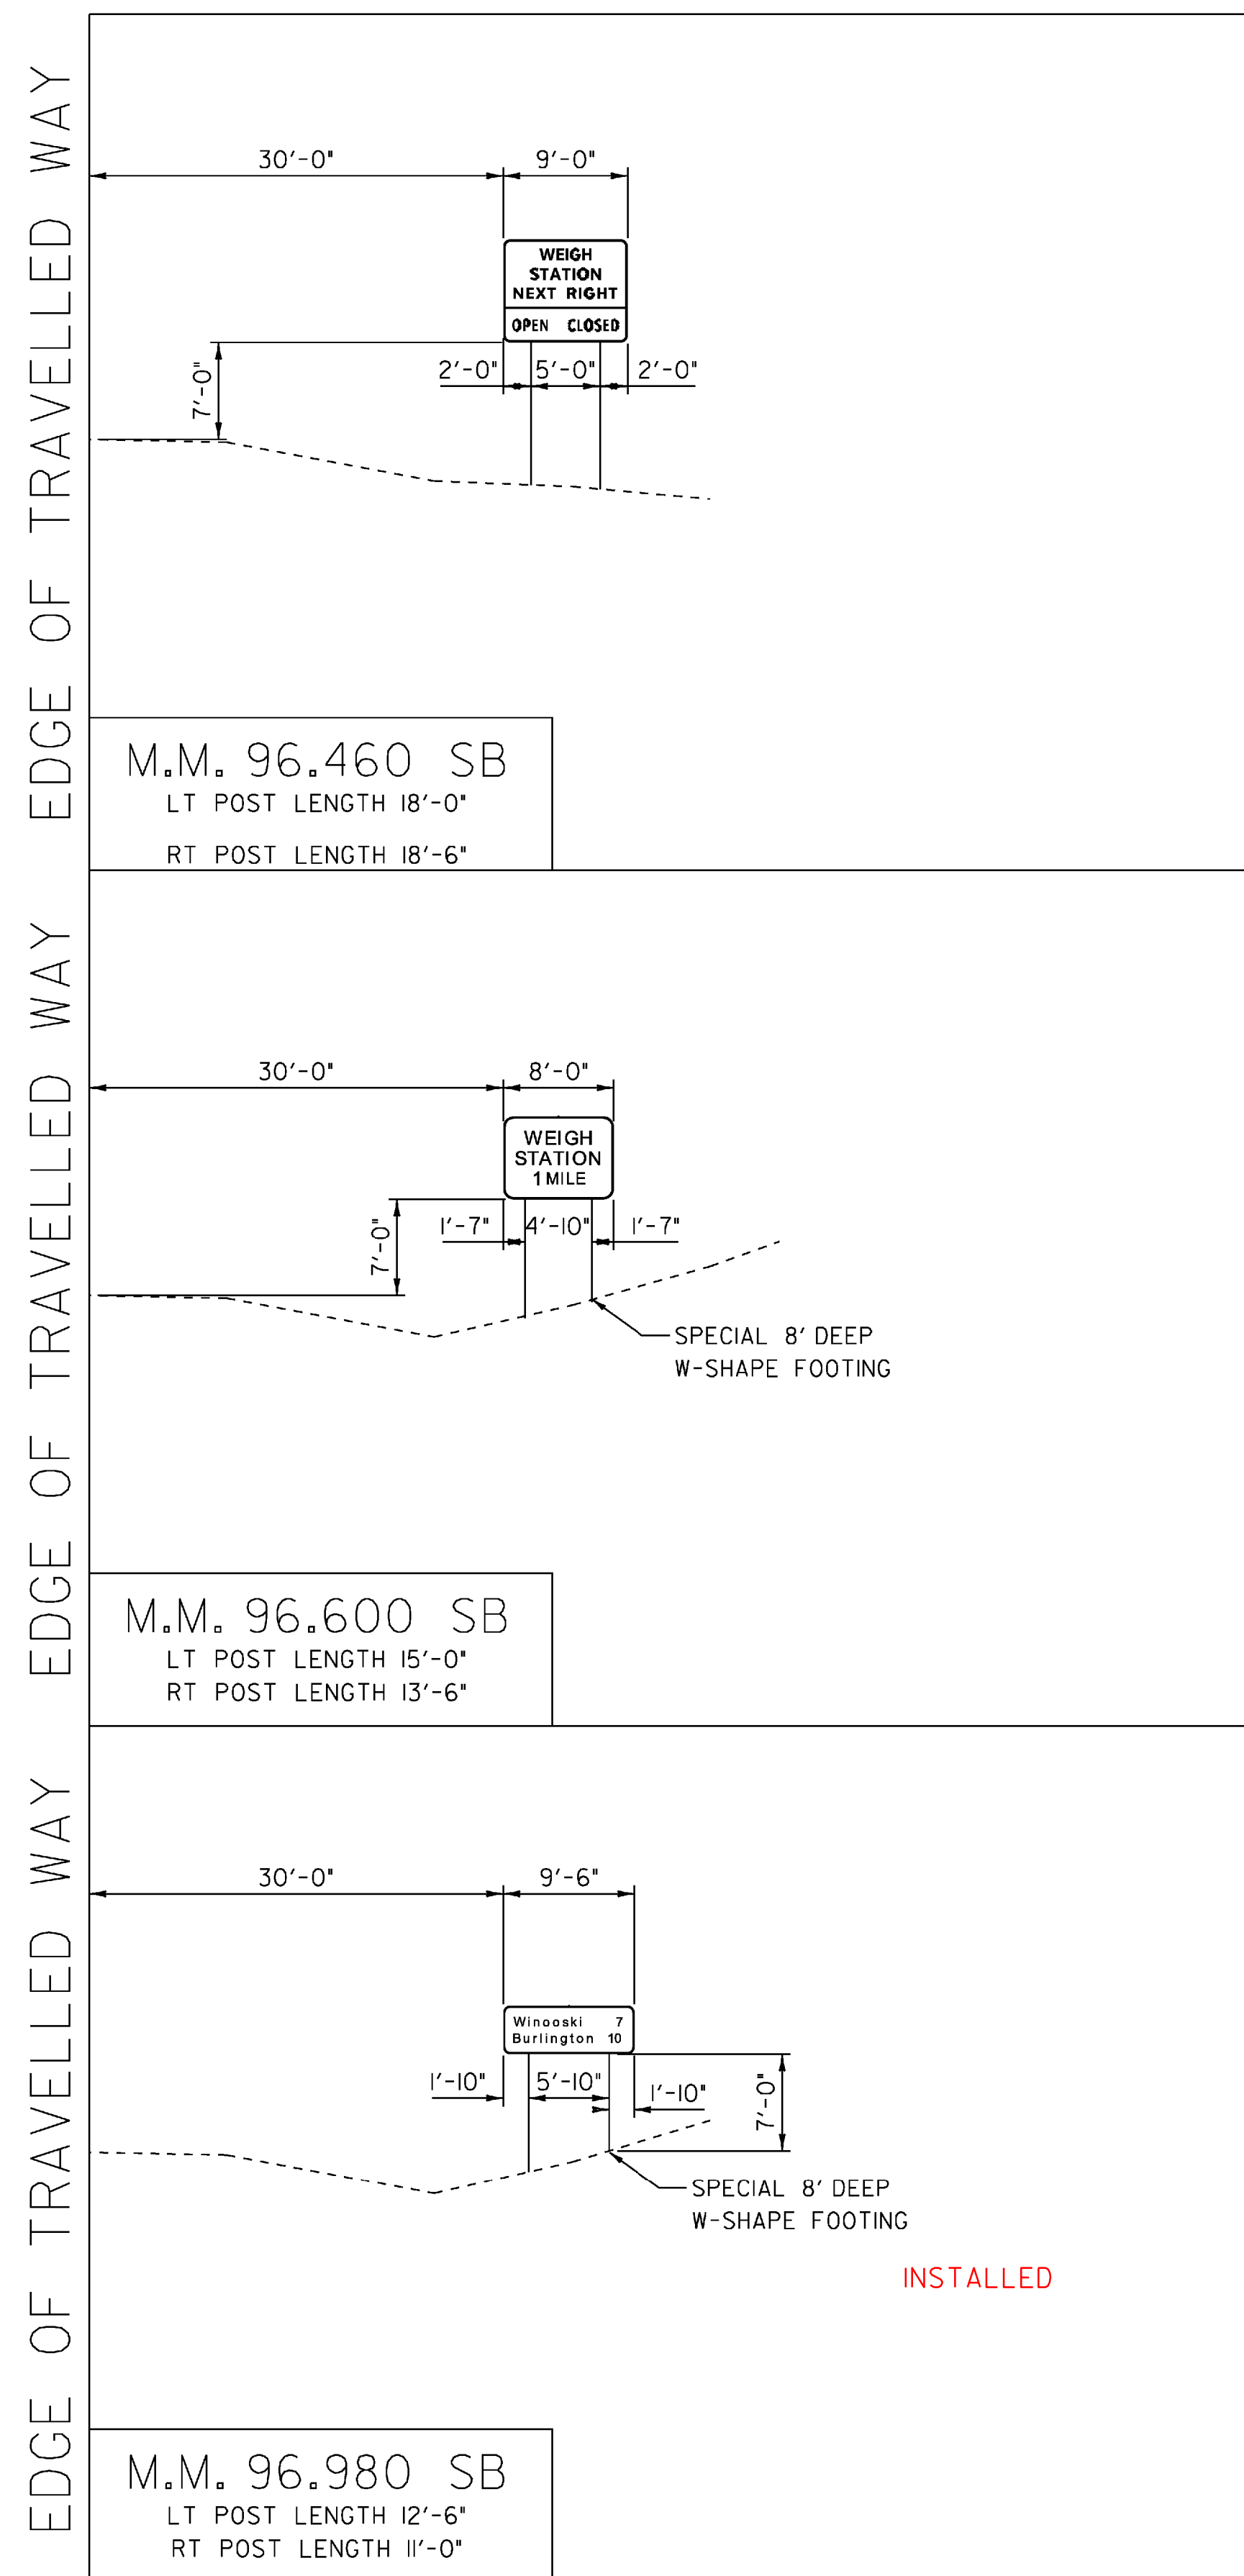 EDGE OF TRAVELLED WAY
30'-0"
9'-0"
WEIGH
STATION
NEXT RIGHT
OPEN CLOSED
2'-0"
5'-0"
2'-0"
7'-0"
M.M. 96.460 SB
LT POST LENGTH 18'-0"
RT POST LENGTH 18'-6"
EDGE OF TRAVELLED WAY
30'-0"
8'-0"
WEIGH
STATION
1 MILE
1'-7"
4'-10"
1'-7"
7'-0"
SPECIAL 8' DEEP
W-SHAPE FOOTING
M.M. 96.600 SB
LT POST LENGTH 15'-0"
RT POST LENGTH 13'-6"
EDGE OF TRAVELLED WAY
30'-0"
9'-6"
Winooski 7
Burlington 10
1'-10"
5'-10"
1'-10"
7'-0"
SPECIAL 8' DEEP
W-SHAPE FOOTING
INSTALLED
M.M. 96.980 SB
LT POST LENGTH 12'-6"
RT POST LENGTH 11'-0"